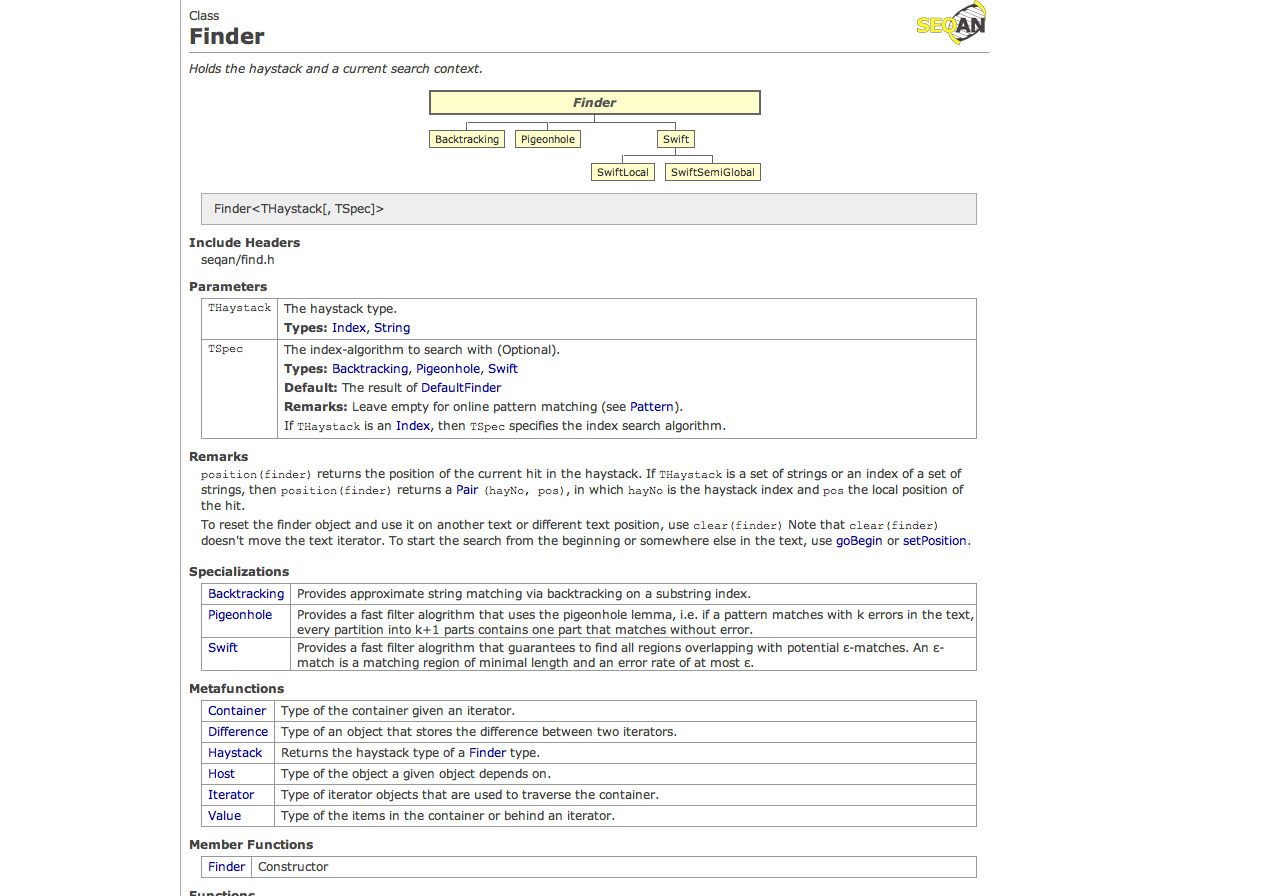 Class
Finder
SEQAN
Holds the haystack and a current search context.
Finder
Backtracking Pigeonhole Swift
SwiftLocal SwiftSemiGlobal
Finder<THaystack[, TSpec]>
Include Headers
seqan/find.h
Parameters
THaystack The haystack type.
Types: Index, String
TSpec The index-algorithm to search with (Optional).
Types: Backtracking, Pigeonhole, Swift
Default: The result of DefaultFinder
Remarks: Leave empty for online pattern matching (see Pattern).
If THaystack is an Index, then TSpec specifies the index search algorithm.
Remarks
position(finder) returns the position of the current hit in the haystack. If THaystack is a set of strings or an index of a set of
strings, then position(finder) returns a Pair (hayNo, pos), in which hayNo is the haystack index and pos the local position of
the hit.
To reset the finder object and use it on another text or different text position, use clear(finder) Note that clear(finder)
doesn't move the text iterator. To start the search from the beginning or somewhere else in the text, use goBegin or setPosition.
Specializations
Backtracking Provides approximate string matching via backtracking on a substring index.
Pigeonhole Provides a fast filter alogrithm that uses the pigeonhole lemma, i.e. if a pattern matches with k errors in the text,
every partition into k+1 parts contains one part that matches without error.
Swift Provides a fast filter alogrithm that guarantees to find all regions overlapping with potential ε-matches. An ε-
match is a matching region of minimal length and an error rate of at most ε.
Metafunctions
Container Type of the container given an iterator.
Difference Type of an object that stores the difference between two iterators.
Haystack Returns the haystack type of a Finder type.
Host Type of the object a given object depends on.
Iterator Type of iterator objects that are used to traverse the container.
Value Type of the items in the container or behind an iterator.
Member Functions
Finder Constructor
Functions